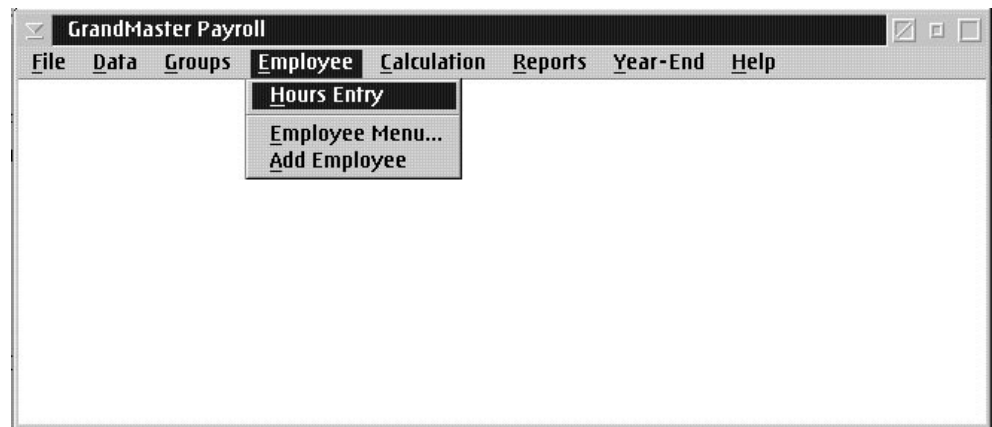 GrandMaster Payroll
File Data Groups Employee Calculation Reports Year-End Help
Hours Entry
Employee Menu...
Add Employee